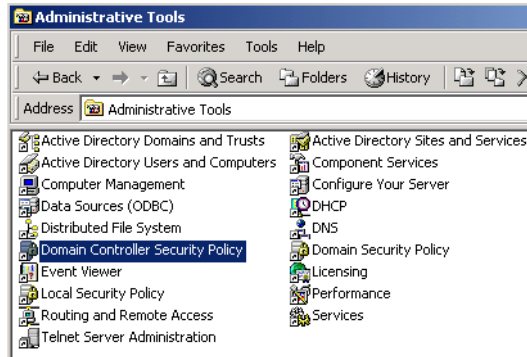 Administrative Tools
File Edit View Favorites Tools Help
Back Search Folders History
Address Administrative Tools
Active Directory Domains and Trusts Active Directory Sites and Services
Active Directory Users and Computers Component Services
Computer Management Configure Your Server
Data Sources (ODBC) DHCP
Distributed File System DNS
Domain Controller Security Policy Domain Security Policy
Event Viewer Licensing
Local Security Policy Performance
Routing and Remote Access Services
Telnet Server Administration